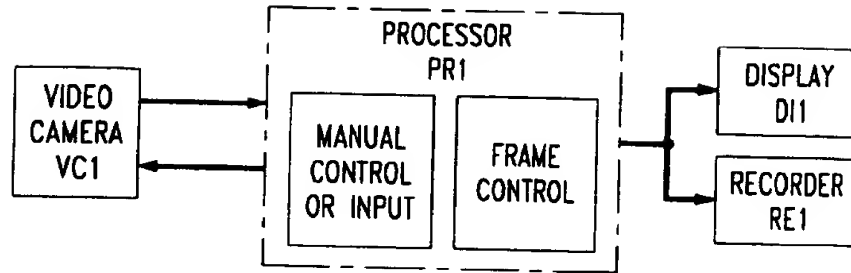 VIDEO
CAMERA
VC1
PROCESSOR
PR1
MANUAL
CONTROL
OR INPUT
FRAME
CONTROL
DISPLAY
DI1
RECORDER
RE1